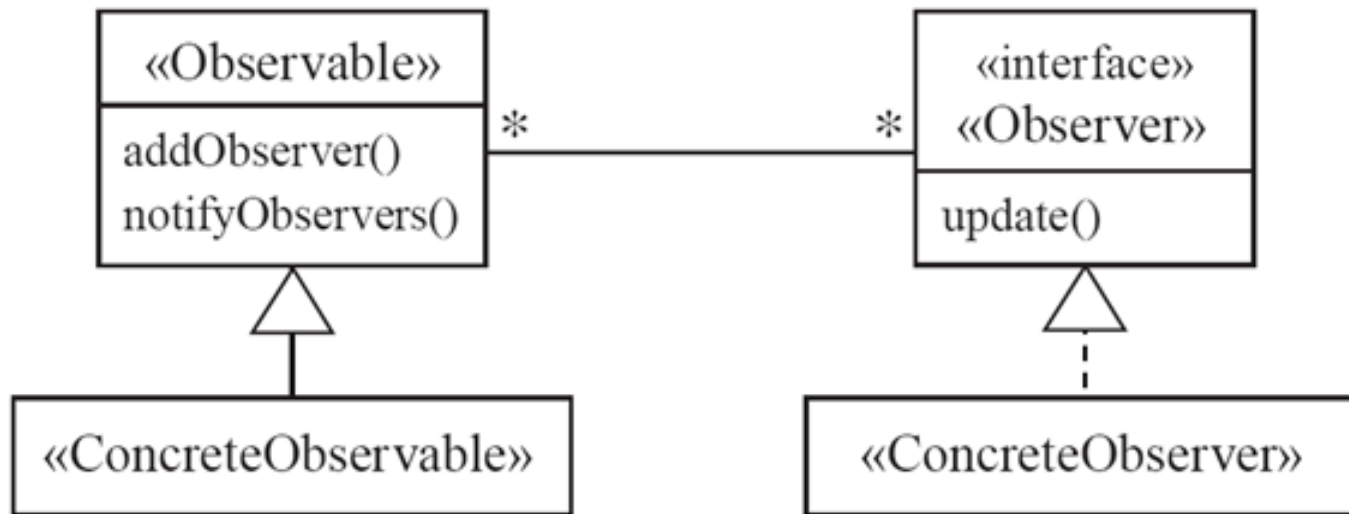 «Observable»
addObserver()
notifyObservers()
*
*
«interface»
«Observer»
update()
«ConcreteObservable»
«ConcreteObserver»